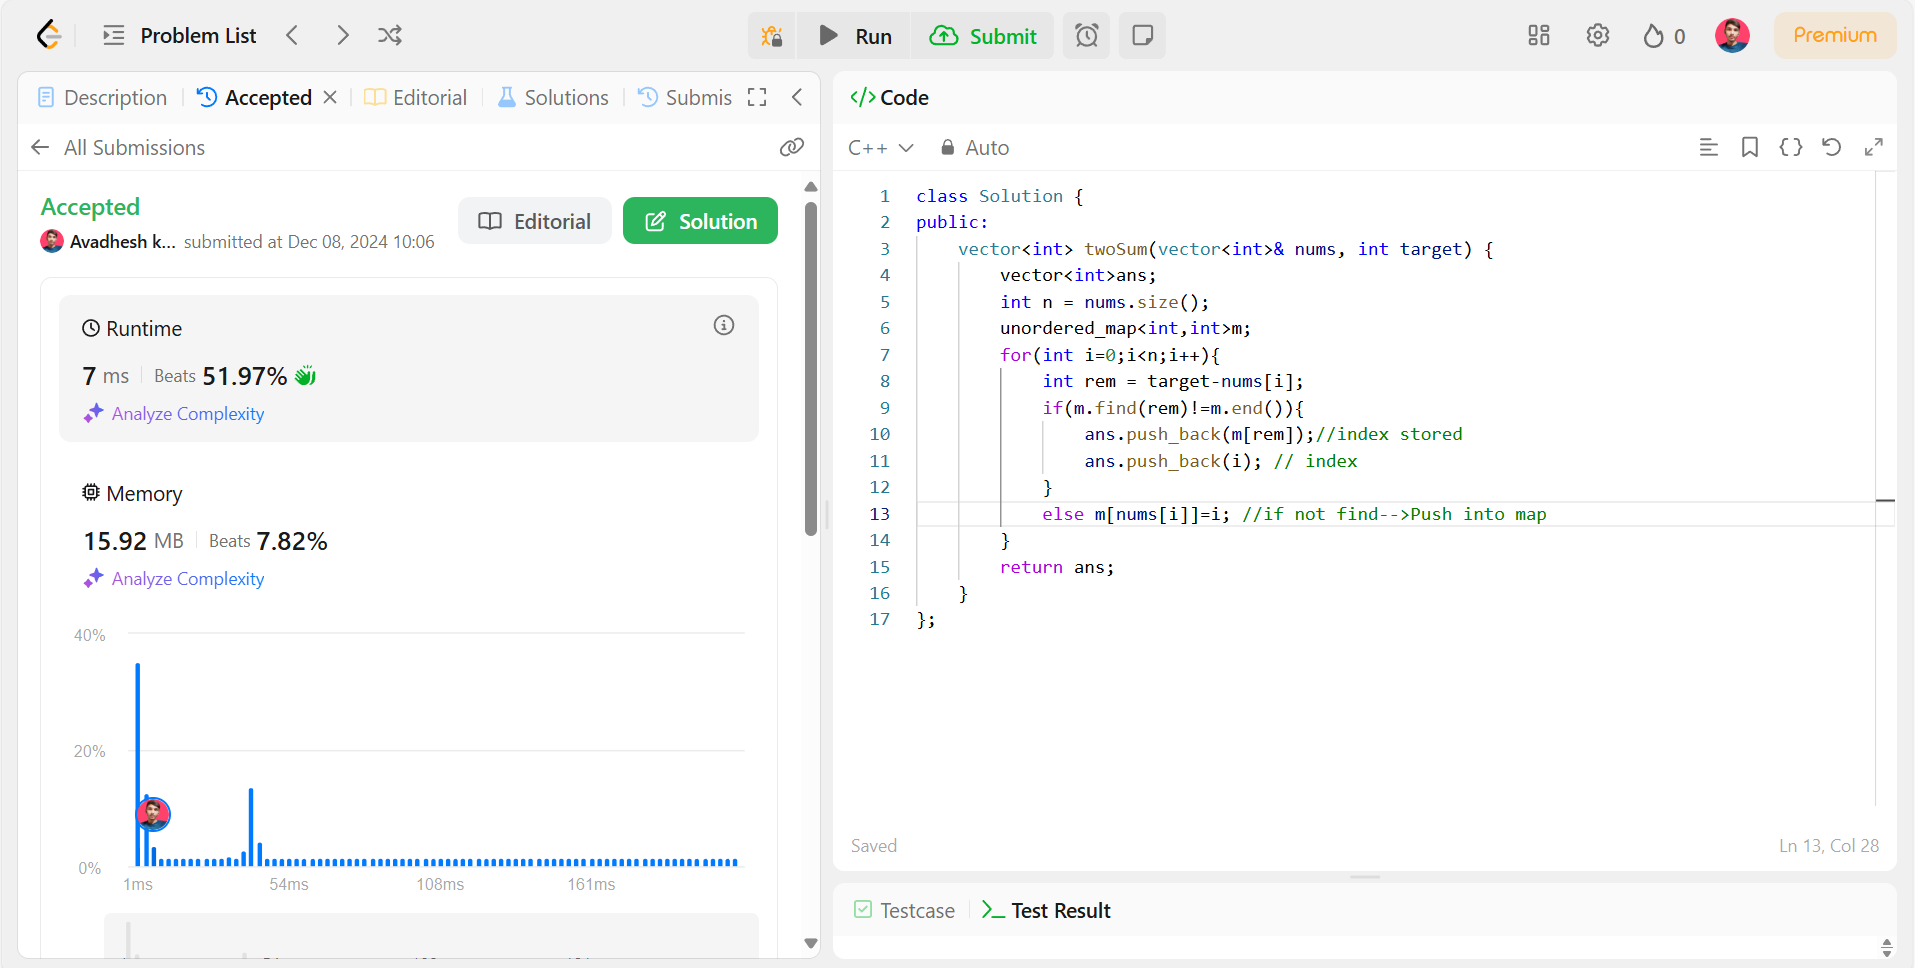 Problem List
Run
Submit
0
Premium
Description
Accepted
Editorial
Solutions
Submis
All Submissions
Accepted
Avadhesh k... submitted at Dec 08, 2024 10:06
Editorial
Solution
Runtime
7 ms
Beats 51.97%
Analyze Complexity
Memory
15.92 MB
Beats 7.82%
Analyze Complexity
40%
20%
0%
1ms
54ms
108ms
161ms
</> Code
C++
Auto
1 class Solution {
2 public:
3     vector<int> twoSum(vector<int>& nums, int target) {
4         vector<int>ans;
5         int n = nums.size();
6         unordered_map<int,int>m;
7         for(int i=0;i<n;i++){
8             int rem = target-nums[i];
9             if(m.find(rem)!=m.end()){
10                 ans.push_back(m[rem]);//index stored
11                 ans.push_back(i); // index
12             }
13             else m[nums[i]]=i; //if not find-->Push into map
14         }
15         return ans;
16     }
17 };
Saved
Ln 13, Col 28
Testcase
Test Result